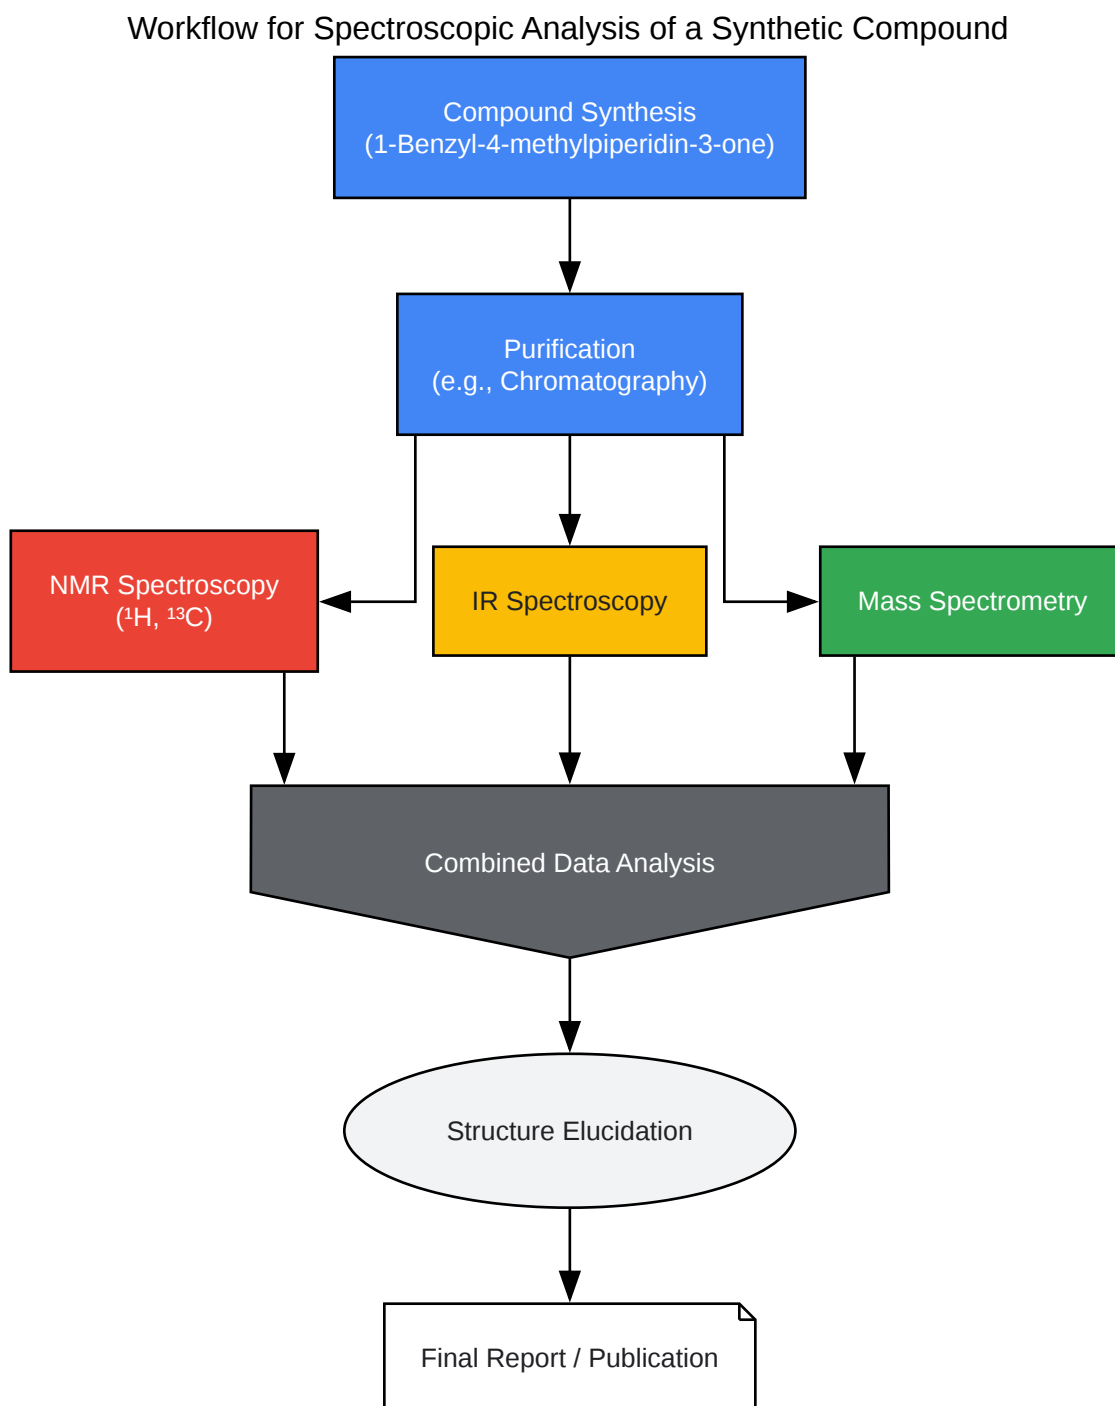 Workflow for Spectroscopic Analysis of a Synthetic Compound
Compound Synthesis
(1-Benzyl-4-methylpiperidin-3-one)
Purification
(e.g., Chromatography)
NMR Spectroscopy
(¹H, ¹³C)
IR Spectroscopy
Mass Spectrometry
Combined Data Analysis
Structure Elucidation
Final Report / Publication